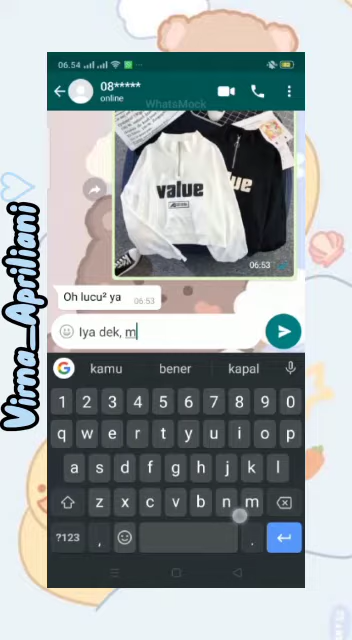 06.54
08*****
online
WhatsMock
value
ue
06:53
Oh lucu² ya
06:53
Iya dek, m
kamu bener kapal
1 2 3 4 5 6 7 8 9 0
q w e r t y u i o p
a s d f g h j k l
z x c v b n m
?123 , .
Virna_Apriliani